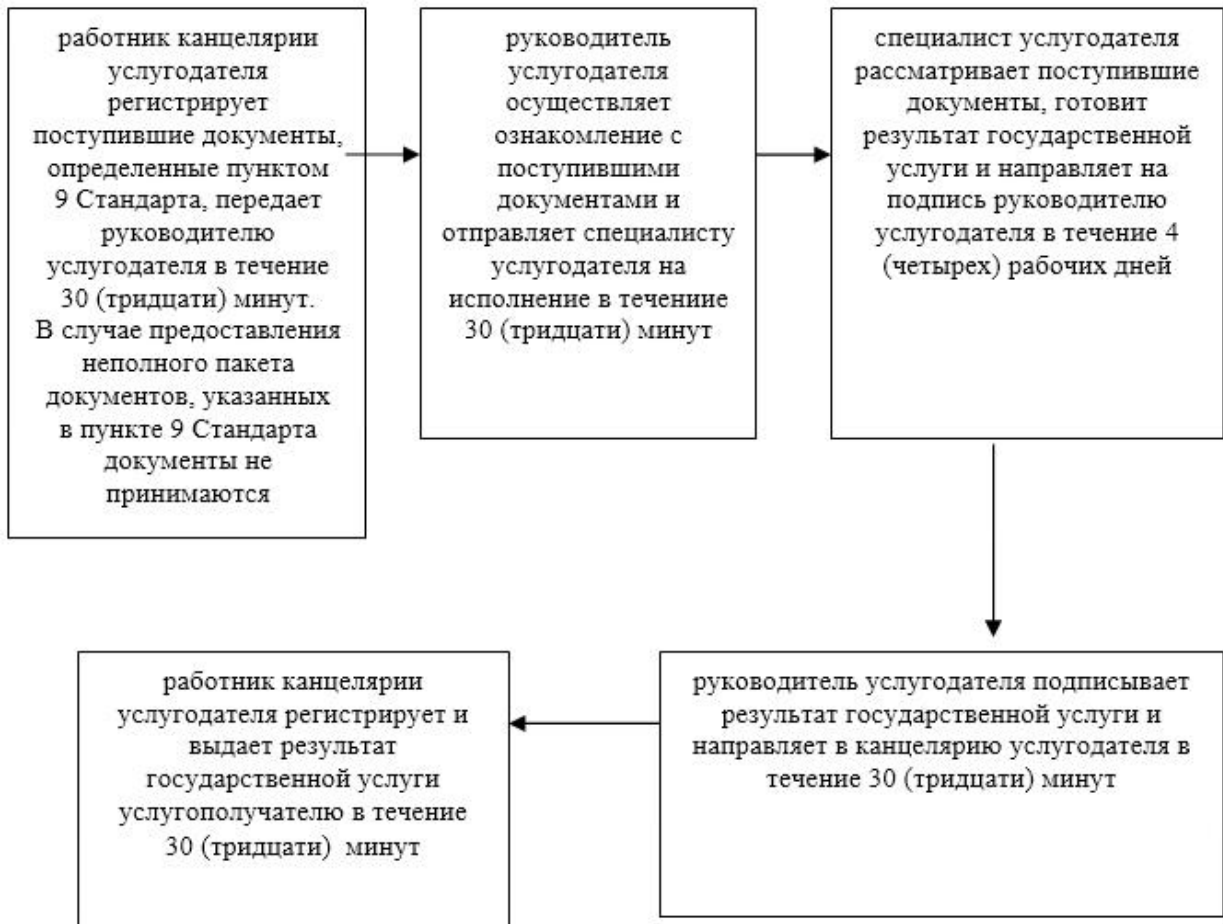 работник канцелярии
услугодателя
регистрирует
поступившие документы,
определенные пунктом
9 Стандарта, передает
руководителю
услугодателя в течение
30 (тридцати) минут.
В случае предоставления
неполного пакета
документов, указанных
в пункте 9 Стандарта
документы не
принимаются
руководитель
услугодателя
осуществляет
ознакомление с
поступившими
документами и
отправляет специалисту
услугодателя на
исполнение в течениие
30 (тридцати) минут
специалист услугодателя
рассматривает поступившие
документы, готовит
результат государственной
услуги и направляет на
подпись руководителю
услугодателя в течение 4
(четырех) рабочих дней
руководитель услугодателя подписывает
результат государственной услуги и
направляет в канцелярию услугодателя в
течение 30 (тридцати) минут
работник канцелярии
услугодателя регистрирует и
выдает результат
государственной услуги
услугополучателю в течение
30 (тридцати) минут